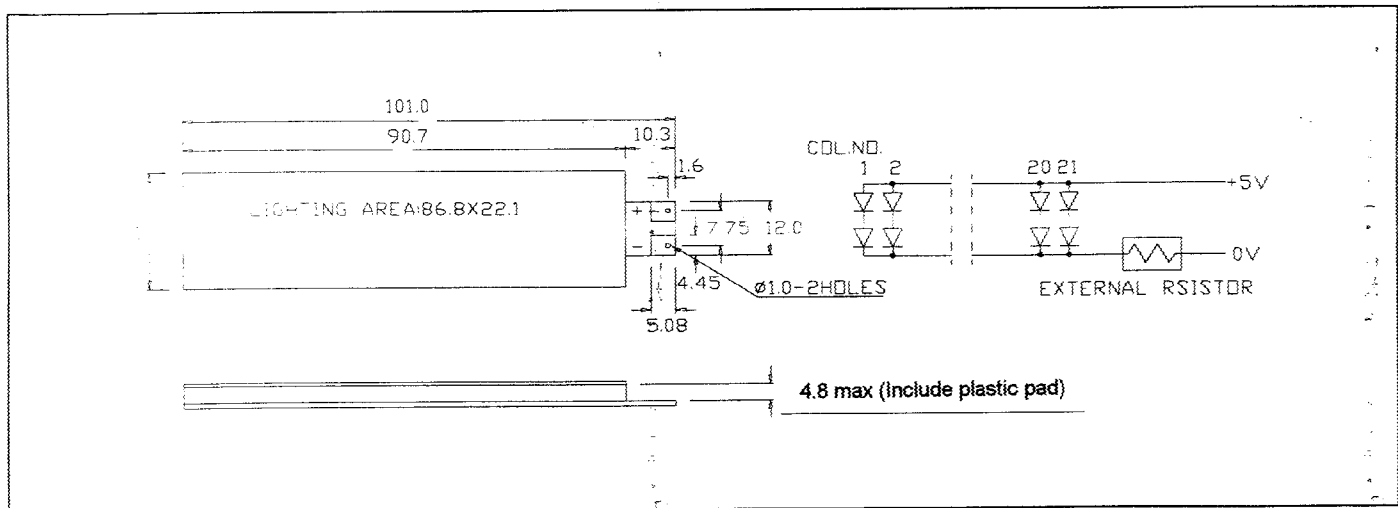 101.0
90.7
10.3
1.6
LIGHTING AREA:86.8X22.1
+
-
7.75
12.0
4.45
5.08
Ø1.0-2HOLES
COL.NO.
1 2 20 21
+5V
0V
EXTERNAL RSISTOR
4.8 max (Include plastic pad)